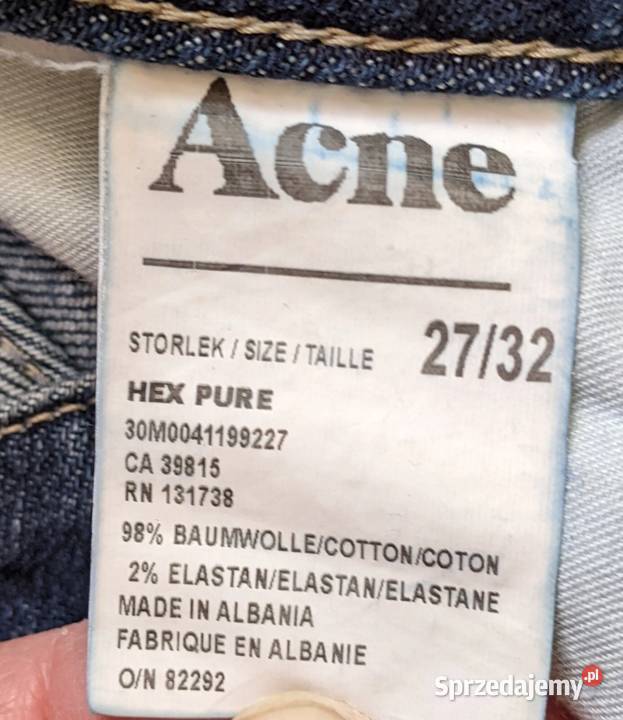 Acne
STORLEK / SIZE / TAILLE 27/32
HEX PURE
30M0041199227
CA 39815
RN 131738
98% BAUMWOLLE/COTTON/COTON
2% ELASTAN/ELASTAN/ELASTANE
MADE IN ALBANIA
FABRIQUE EN ALBANIE
O/N 82292
Sprzedajemy.pl